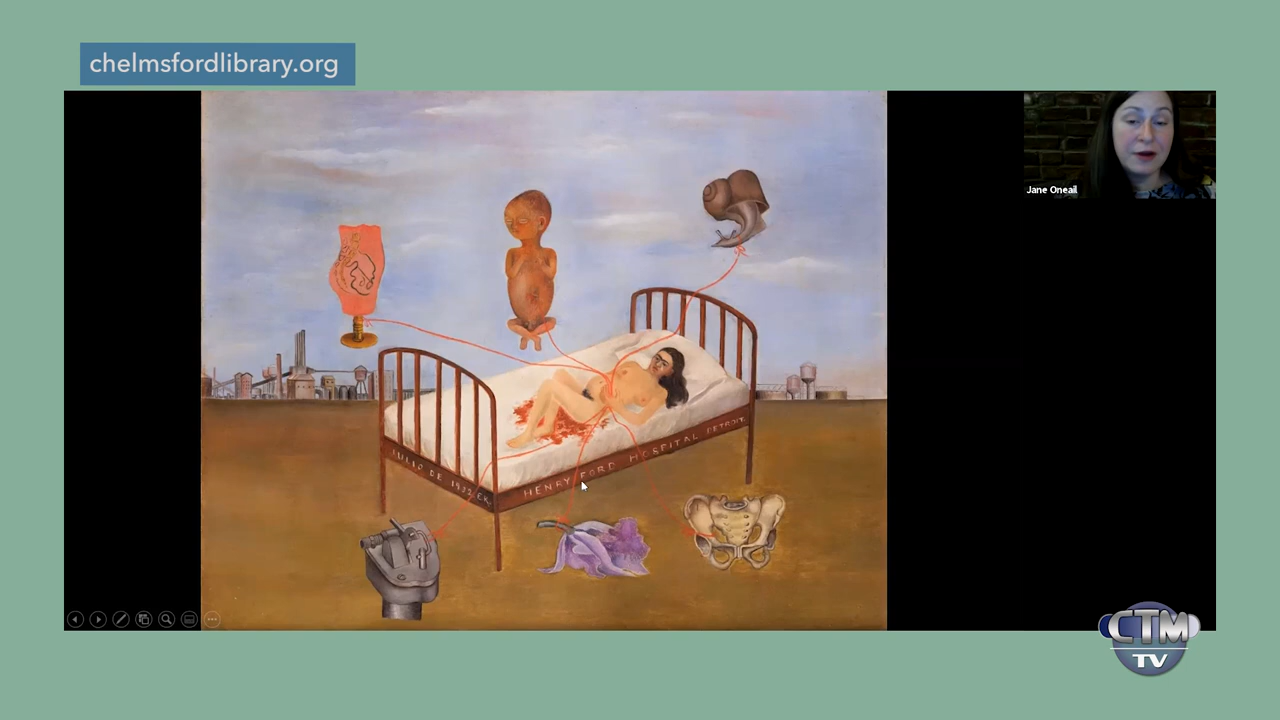 chelmsfordlibrary.org
Jane Oneail
JULIO DE 1932 F.K.
HENRY FORD HOSPITAL DETROIT
CTM
TV